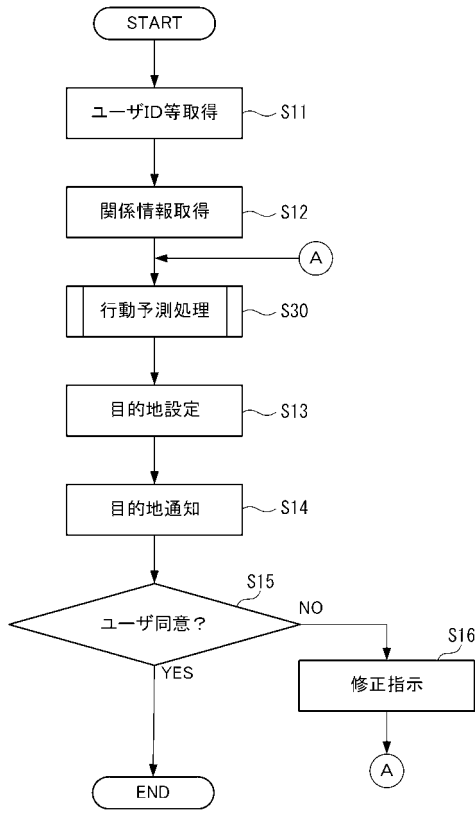 START
ユーザID等取得
S11
関係情報取得
S12
A
行動予測処理
S30
目的地設定
S13
目的地通知
S14
S15
ユーザ同意？
NO
YES
S16
修正指示
A
END